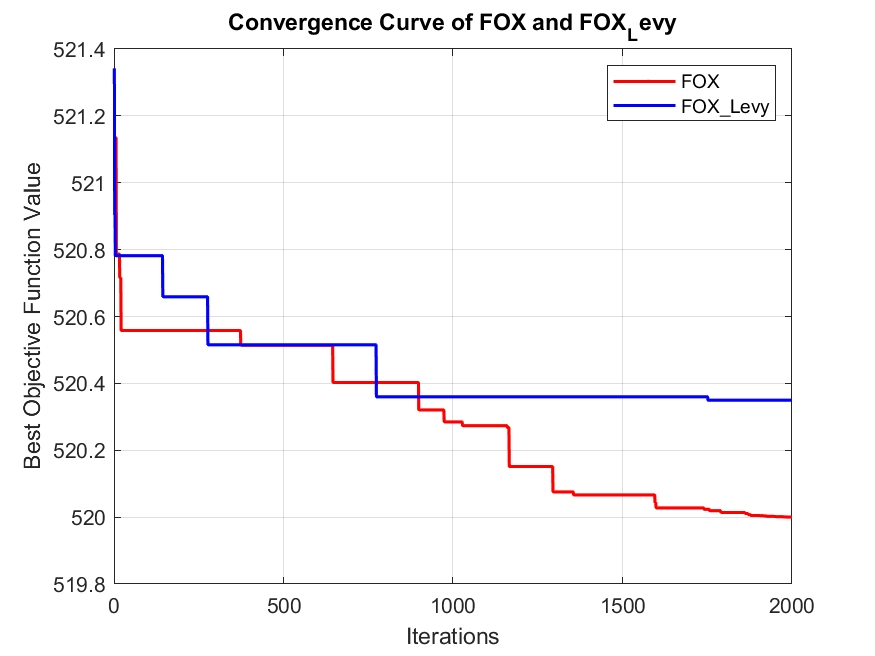 Convergence Curve of FOX and FOX_Levy
521.4
521.2
521
520.8
520.6
520.4
520.2
520
519.8
0
500
1000
1500
2000
Iterations
Best Objective Function Value
FOX
FOX_Levy